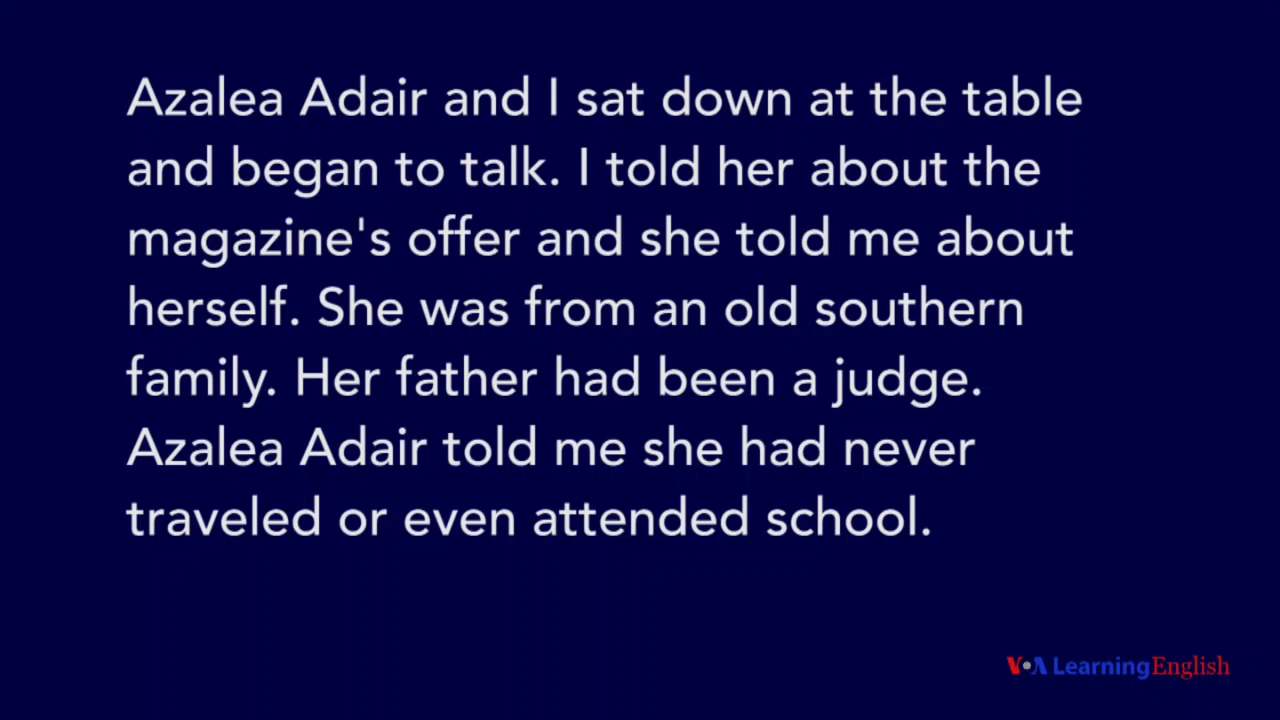 Azalea Adair and I sat down at the table
and began to talk. I told her about the
magazine's offer and she told me about
herself. She was from an old southern
family. Her father had been a judge.
Azalea Adair told me she had never
traveled or even attended school.
VOA Learning English